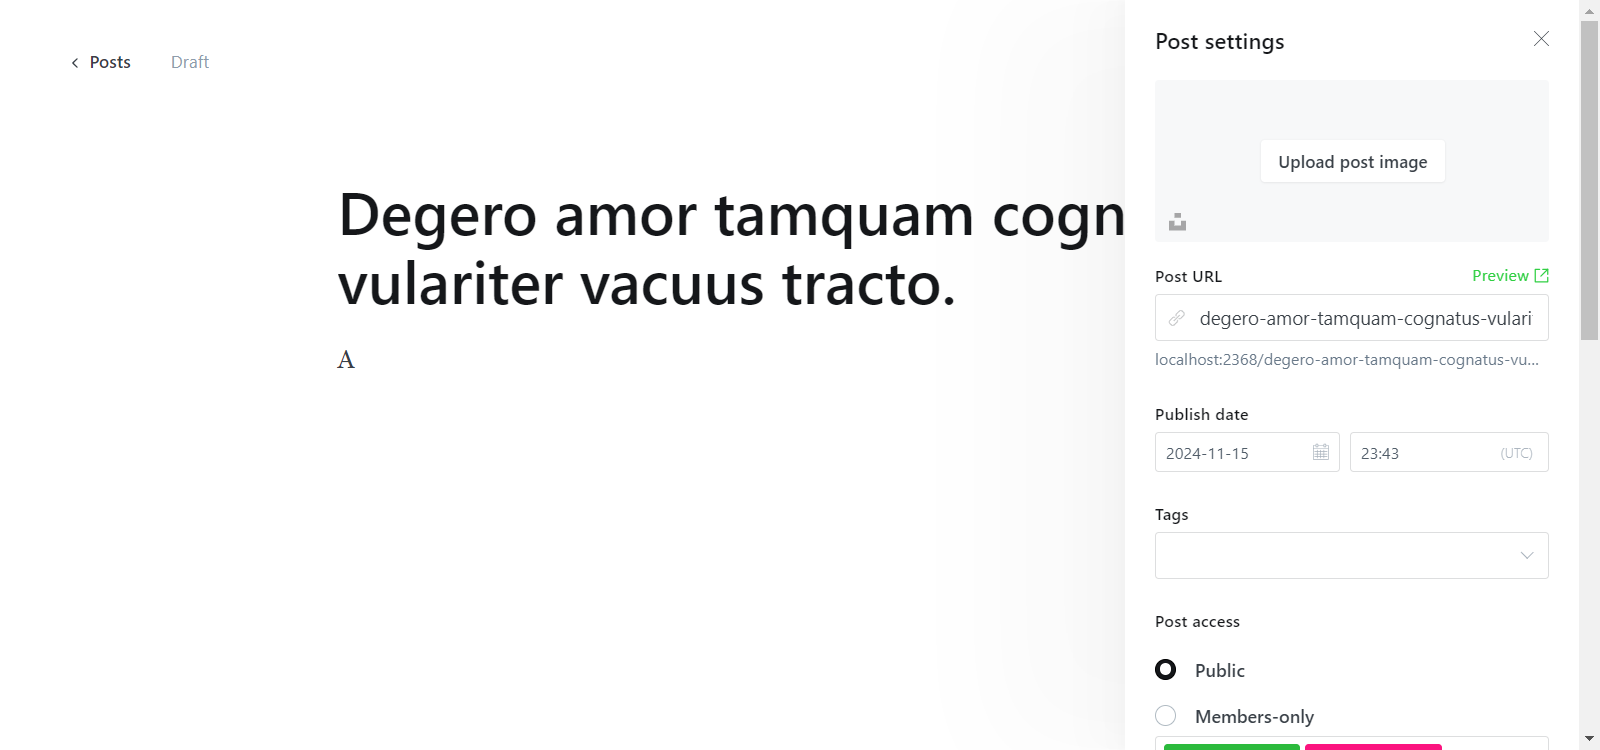 Posts
Draft
Degero amor tamquam cogn
vulariter vacuus tracto.
A
Post settings
Upload post image
Post URL
Preview
degero-amor-tamquam-cognatus-vulari
localhost:2368/degero-amor-tamquam-cognatus-vu...
Publish date
2024-11-15
23:43
(UTC)
Tags
Post access
Public
Members-only